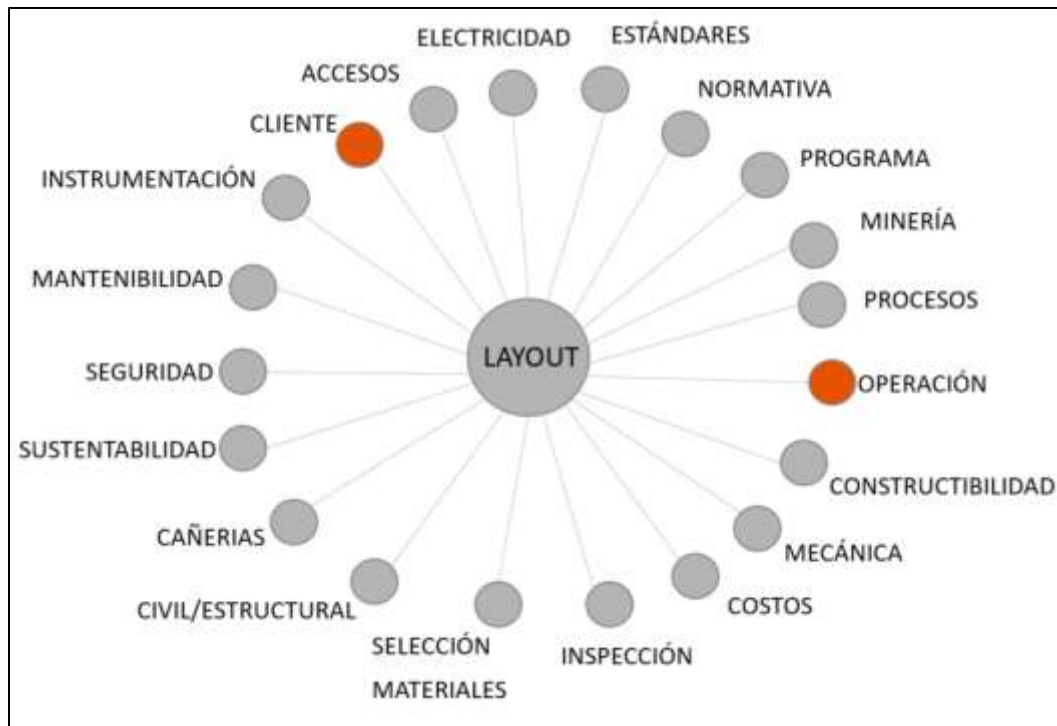 ELECTRICIDAD
ESTÁNDARES
ACCESOS
NORMATIVA
CLIENTE
PROGRAMA
INSTRUMENTACIÓN
MINERÍA
MANTENIBILIDAD
PROCESOS
LAYOUT
SEGURIDAD
OPERACIÓN
SUSTENTABILIDAD
CONSTRUCTIBILIDAD
CAÑERIAS
MECÁNICA
CIVIL/ESTRUCTURAL
COSTOS
SELECCIÓN
MATERIALES
INSPECCIÓN